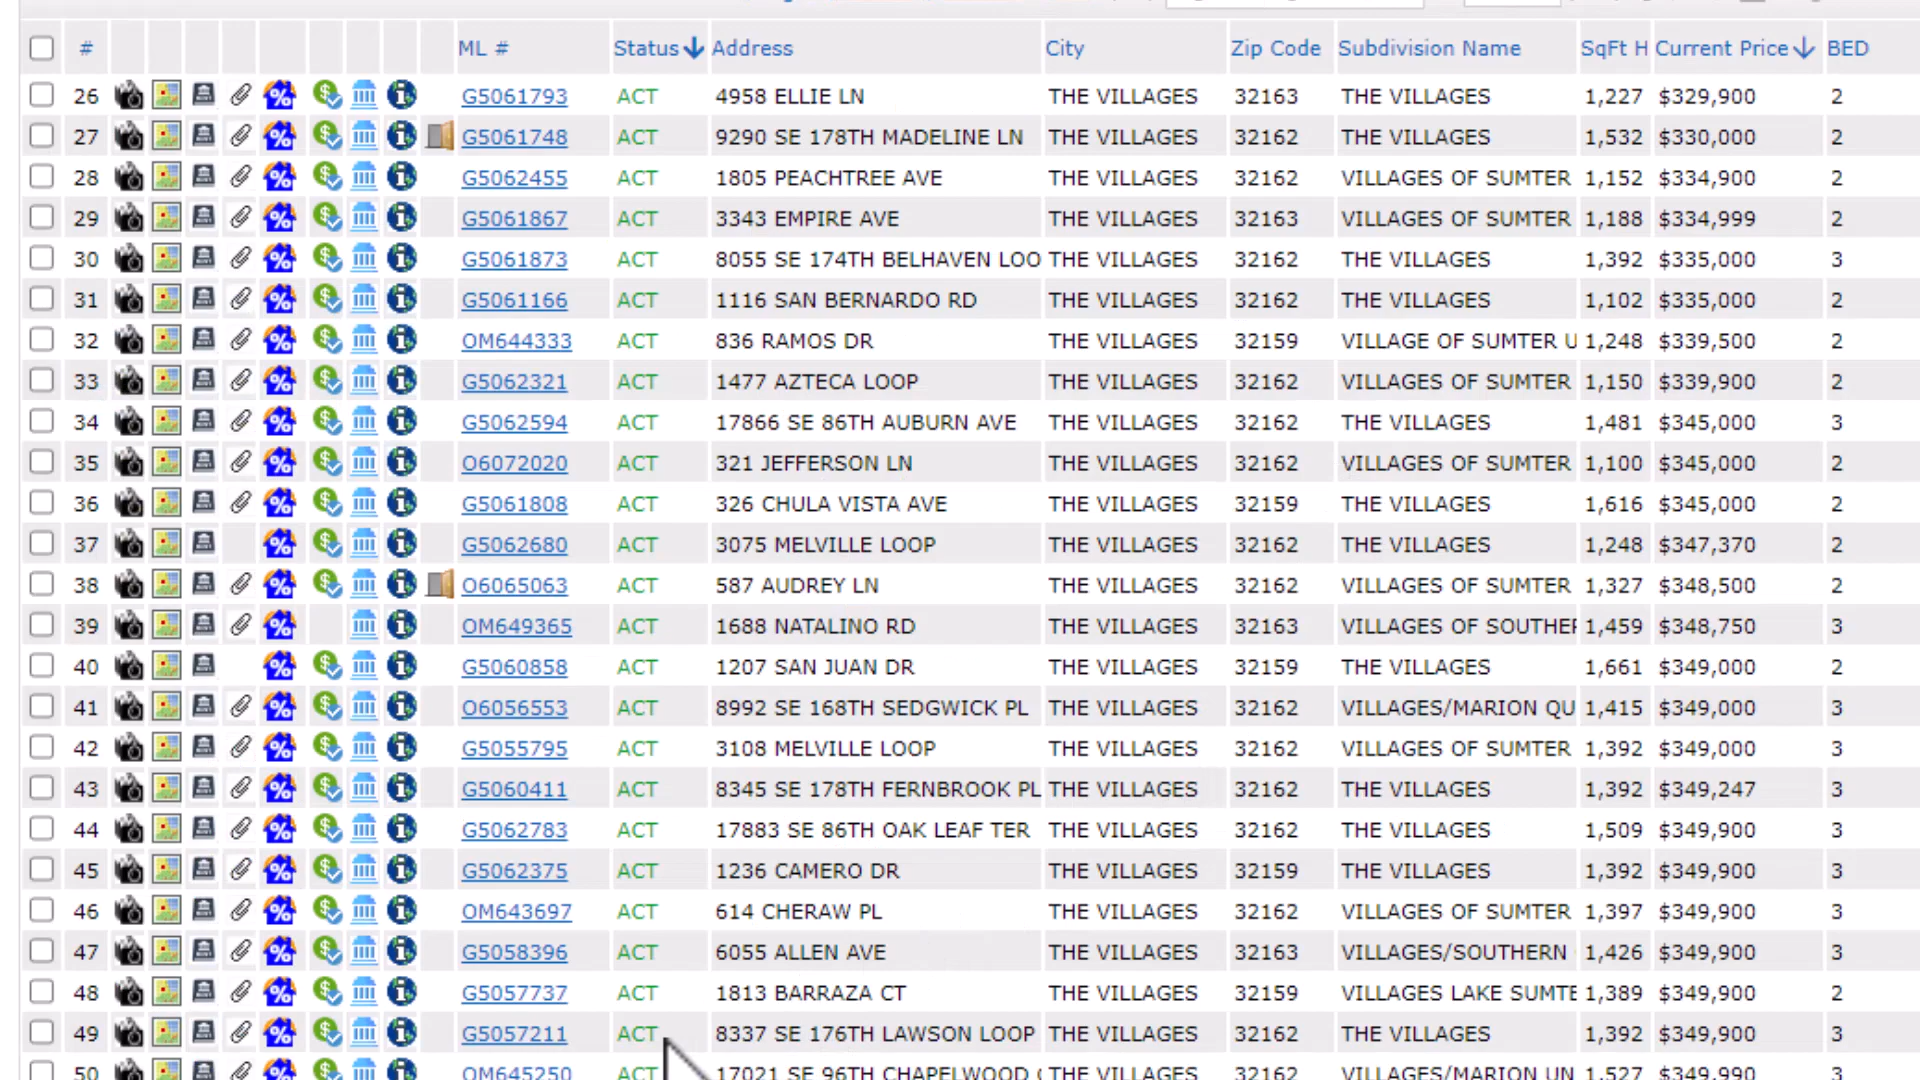 # ML # Status Address City Zip Code Subdivision Name SqFt H Current Price BED
26 G5061793 ACT 4958 ELLIE LN THE VILLAGES 32163 THE VILLAGES 1,227 $329,900 2
27 G5061748 ACT 9290 SE 178TH MADELINE LN THE VILLAGES 32162 THE VILLAGES 1,532 $330,000 2
28 G5062455 ACT 1805 PEACHTREE AVE THE VILLAGES 32162 VILLAGES OF SUMTER 1,152 $334,900 2
29 G5061867 ACT 3343 EMPIRE AVE THE VILLAGES 32163 VILLAGES OF SUMTER 1,188 $334,999 2
30 G5061873 ACT 8055 SE 174TH BELHAVEN LOO THE VILLAGES 32162 THE VILLAGES 1,392 $335,000 3
31 G5061166 ACT 1116 SAN BERNARDO RD THE VILLAGES 32162 THE VILLAGES 1,102 $335,000 2
32 OM644333 ACT 836 RAMOS DR THE VILLAGES 32159 VILLAGE OF SUMTER U 1,248 $339,500 2
33 G5062321 ACT 1477 AZTECA LOOP THE VILLAGES 32162 VILLAGES OF SUMTER 1,150 $339,900 2
34 G5062594 ACT 17866 SE 86TH AUBURN AVE THE VILLAGES 32162 THE VILLAGES 1,481 $345,000 3
35 O6072020 ACT 321 JEFFERSON LN THE VILLAGES 32162 VILLAGES OF SUMTER 1,100 $345,000 2
36 G5061808 ACT 326 CHULA VISTA AVE THE VILLAGES 32159 THE VILLAGES 1,616 $345,000 2
37 G5062680 ACT 3075 MELVILLE LOOP THE VILLAGES 32162 THE VILLAGES 1,248 $347,370 2
38 O6065063 ACT 587 AUDREY LN THE VILLAGES 32162 VILLAGES OF SUMTER 1,327 $348,500 2
39 OM649365 ACT 1688 NATALINO RD THE VILLAGES 32163 VILLAGES OF SOUTHER 1,459 $348,750 3
40 G5060858 ACT 1207 SAN JUAN DR THE VILLAGES 32159 THE VILLAGES 1,661 $349,000 2
41 O6056553 ACT 8992 SE 168TH SEDGWICK PL THE VILLAGES 32162 VILLAGES/MARION QU 1,415 $349,000 3
42 G5055795 ACT 3108 MELVILLE LOOP THE VILLAGES 32162 VILLAGES OF SUMTER 1,392 $349,000 3
43 G5060411 ACT 8345 SE 178TH FERNBROOK PL THE VILLAGES 32162 THE VILLAGES 1,392 $349,247 3
44 G5062783 ACT 17883 SE 86TH OAK LEAF TER THE VILLAGES 32162 THE VILLAGES 1,509 $349,900 3
45 G5062375 ACT 1236 CAMERO DR THE VILLAGES 32159 THE VILLAGES 1,392 $349,900 3
46 OM643697 ACT 614 CHERAW PL THE VILLAGES 32162 VILLAGES OF SUMTER 1,397 $349,900 3
47 G5058396 ACT 6055 ALLEN AVE THE VILLAGES 32163 VILLAGES/SOUTHERN 1,426 $349,900 3
48 G5057737 ACT 1813 BARRAZA CT THE VILLAGES 32159 VILLAGES LAKE SUMTE 1,389 $349,900 2
49 G5057211 ACT 8337 SE 176TH LAWSON LOOP THE VILLAGES 32162 THE VILLAGES 1,392 $349,900 3
50 OM645250 ACT 17021 SE 96TH CHAPELWOOD THE VILLAGES 32162 VILLAGES/MARION UN 1,527 $349,990 3